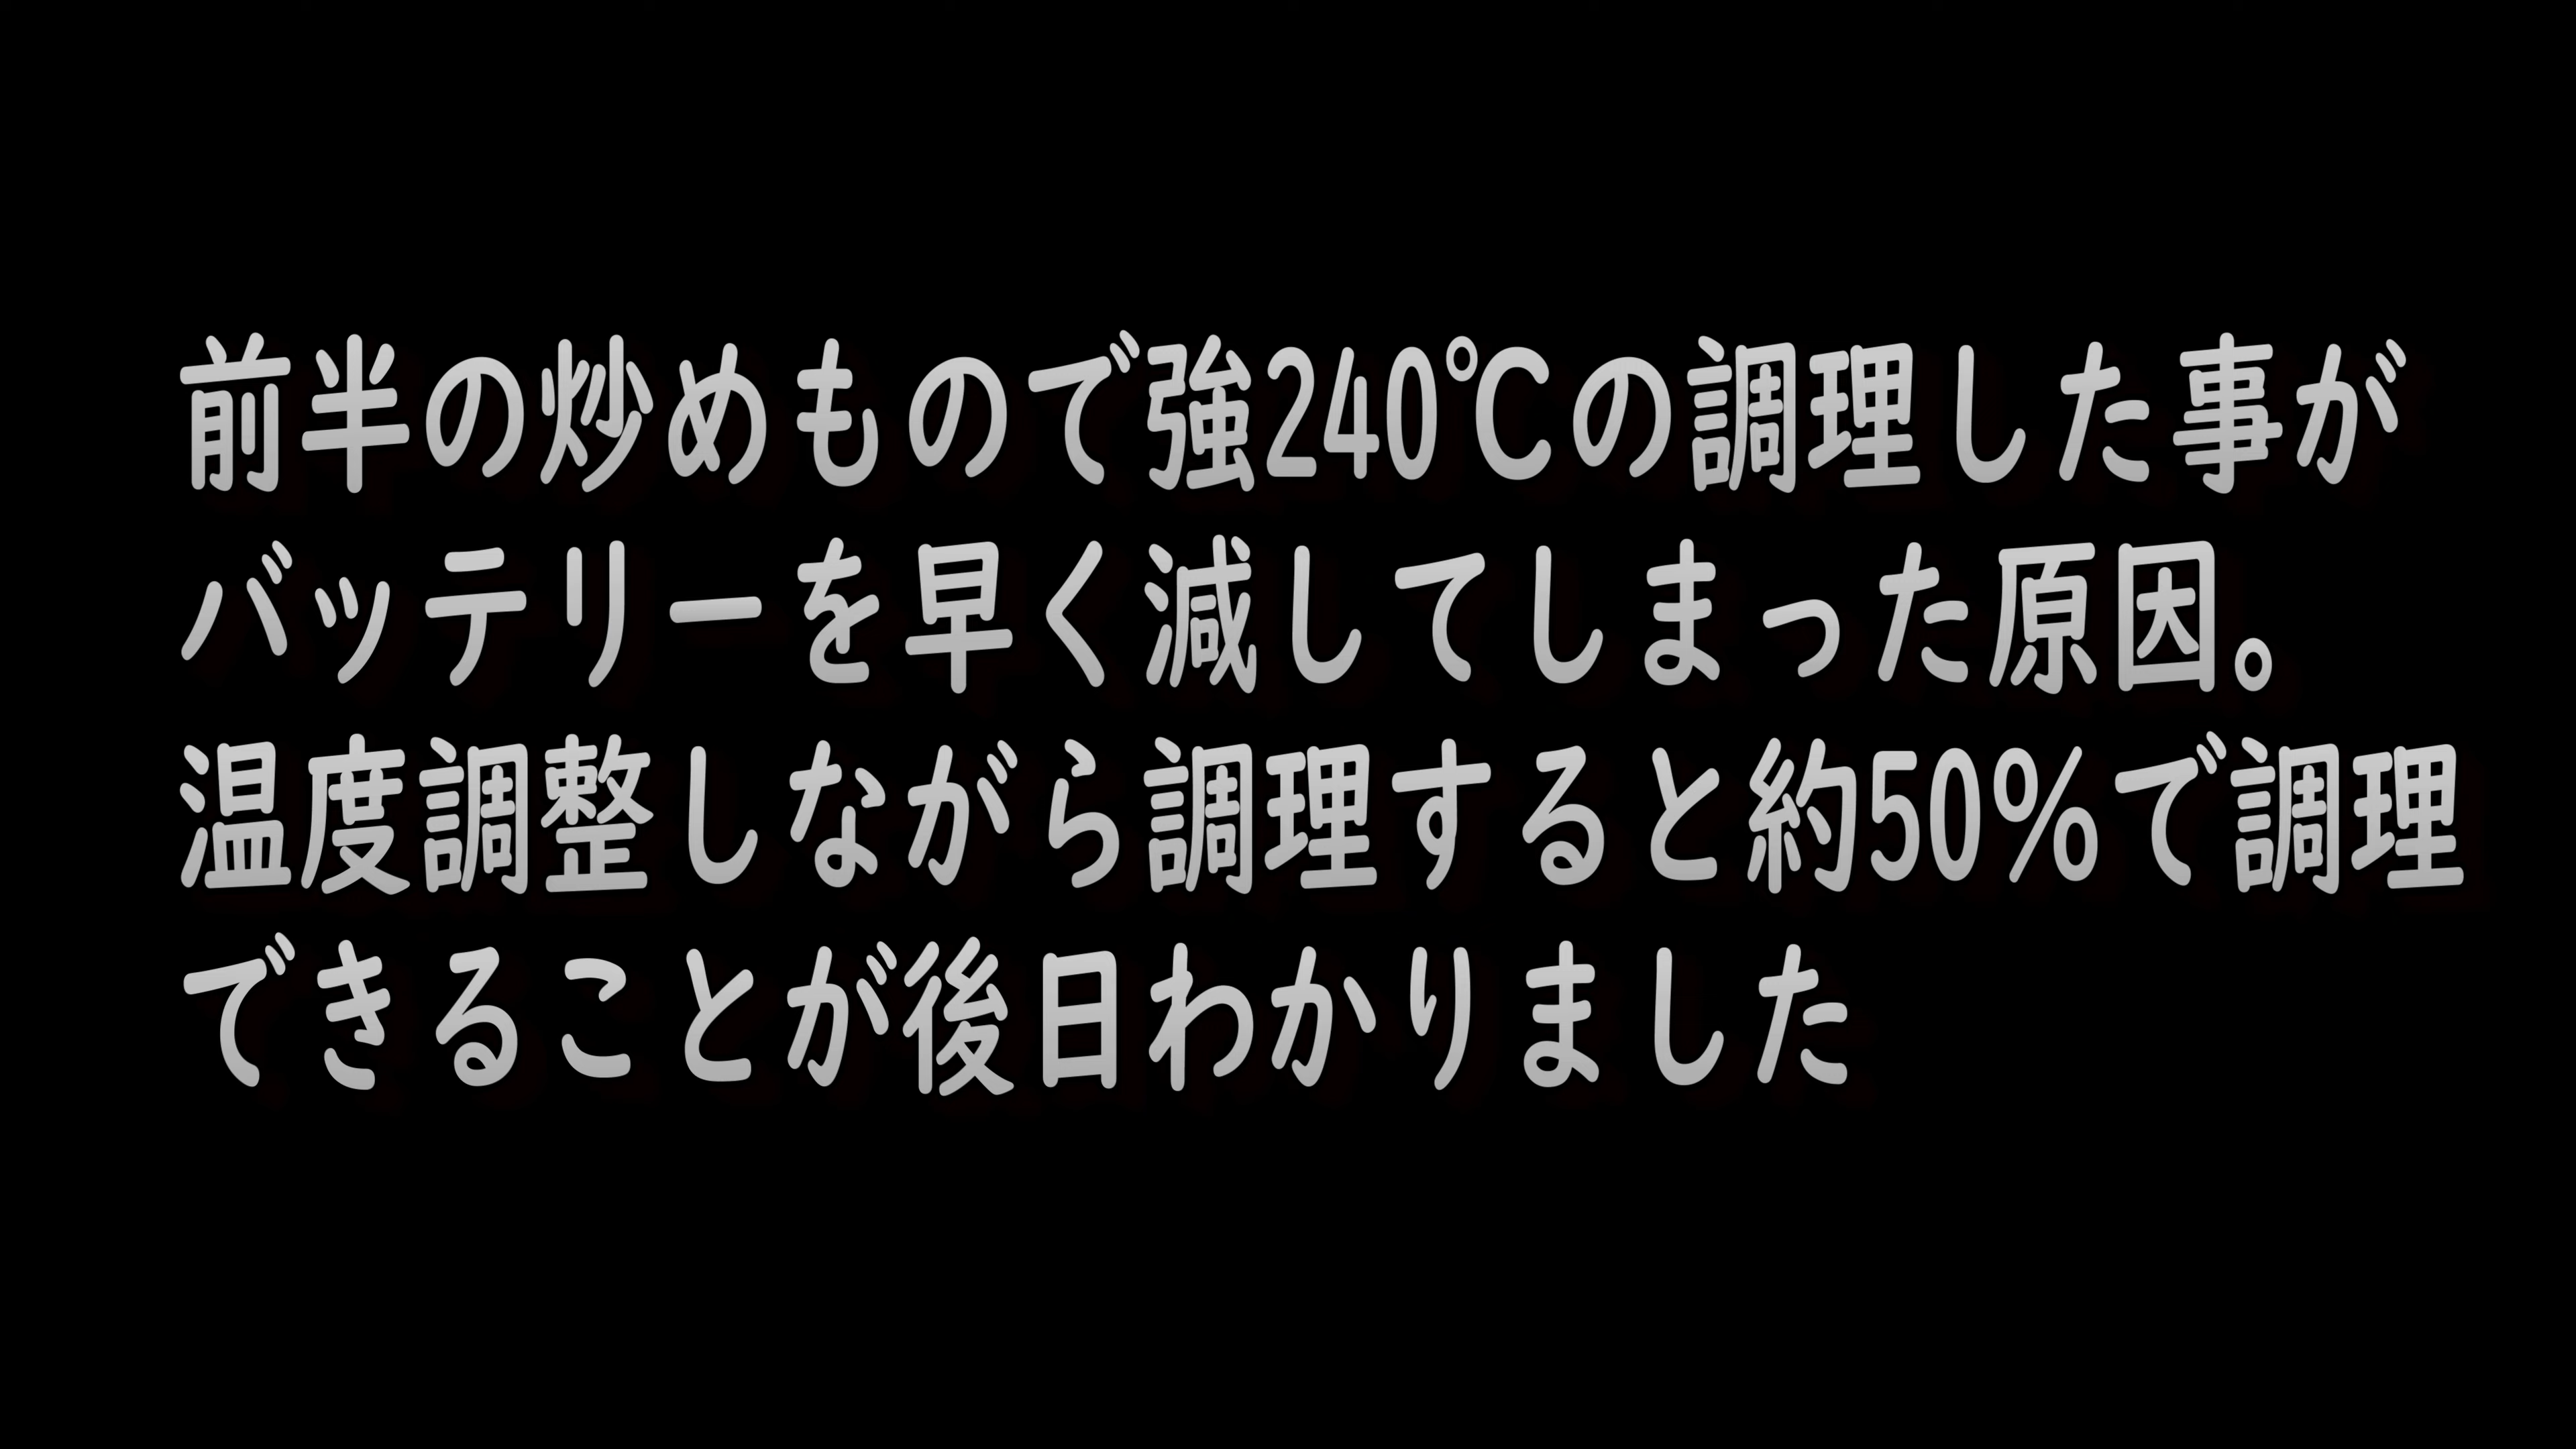 前半の炒めもので強240℃の調理した事が
バッテリーを早く減してしまった原因。
温度調整しながら調理すると約50％で調理
できることが後日わかりました